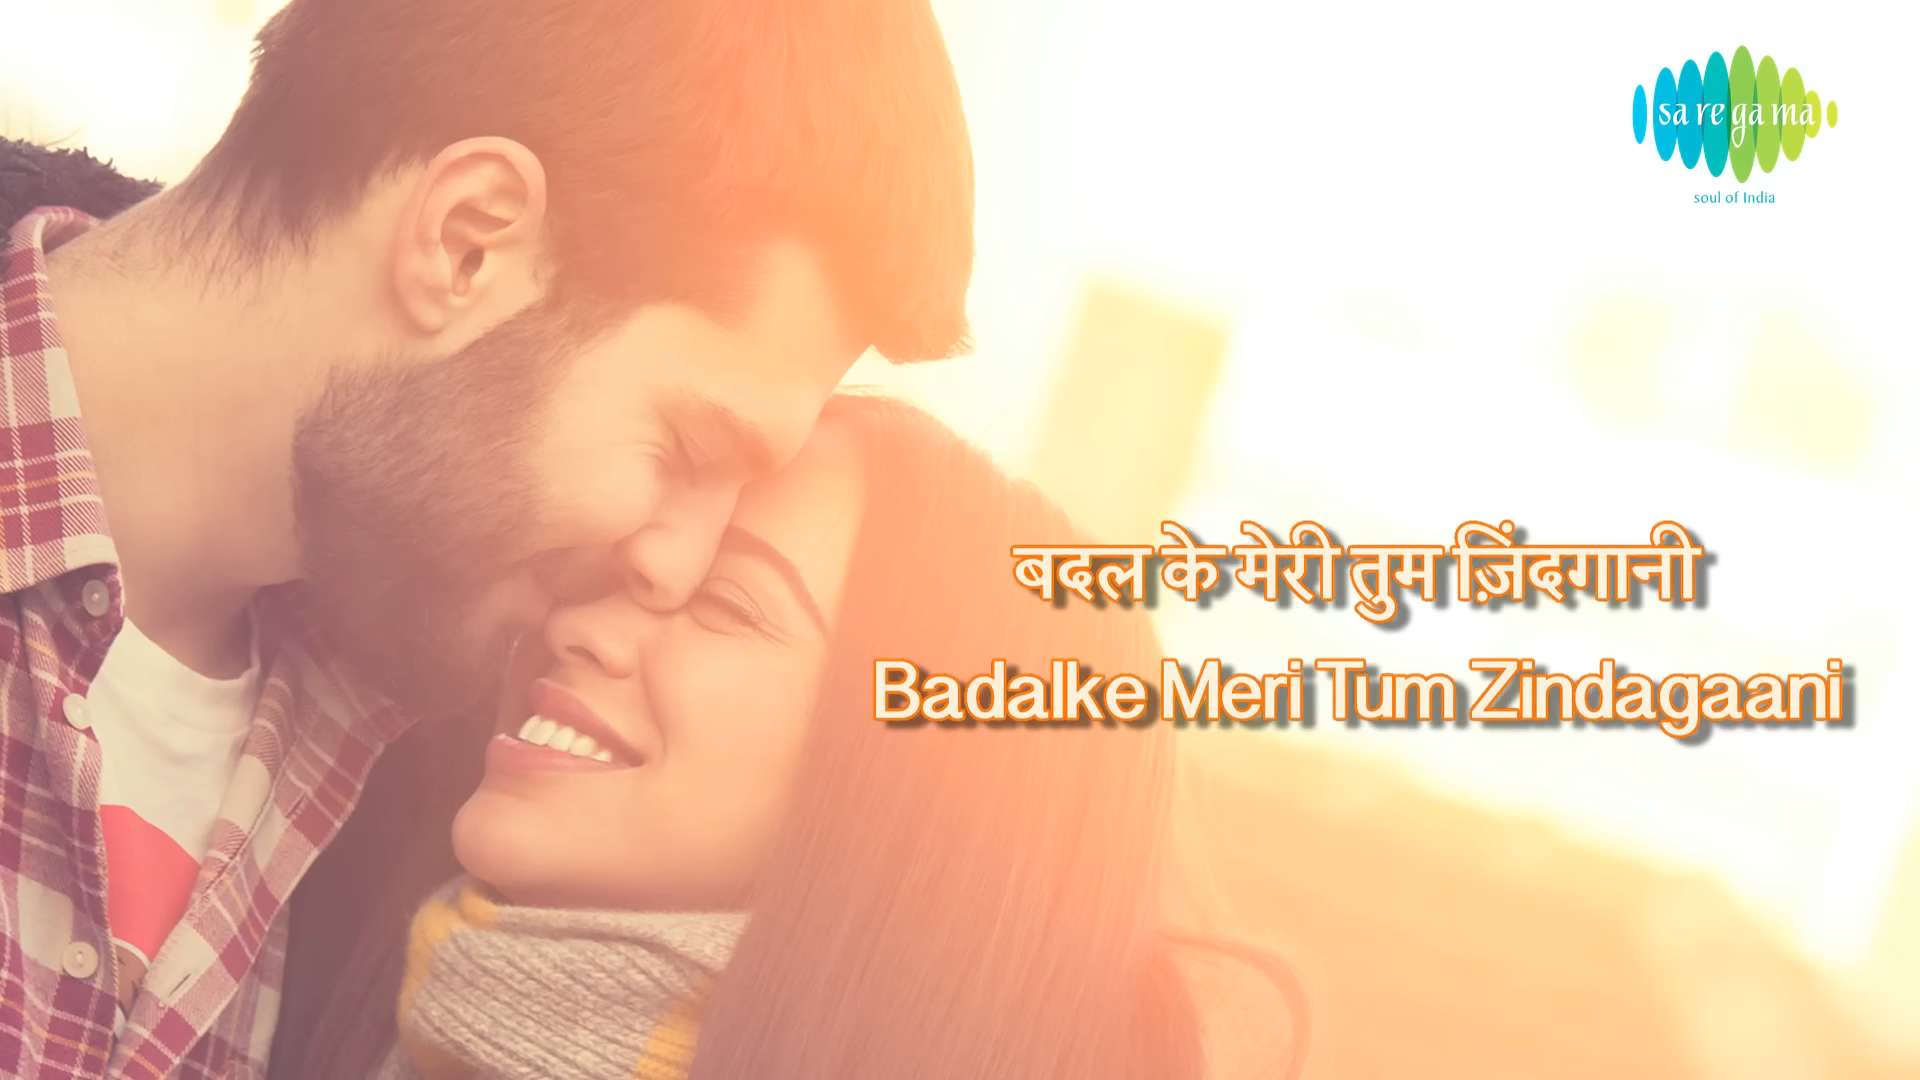 sa re ga ma
soul of India
बदल के मेरी तुम ज़िंदगानी
Badalke Meri Tum Zindagaani